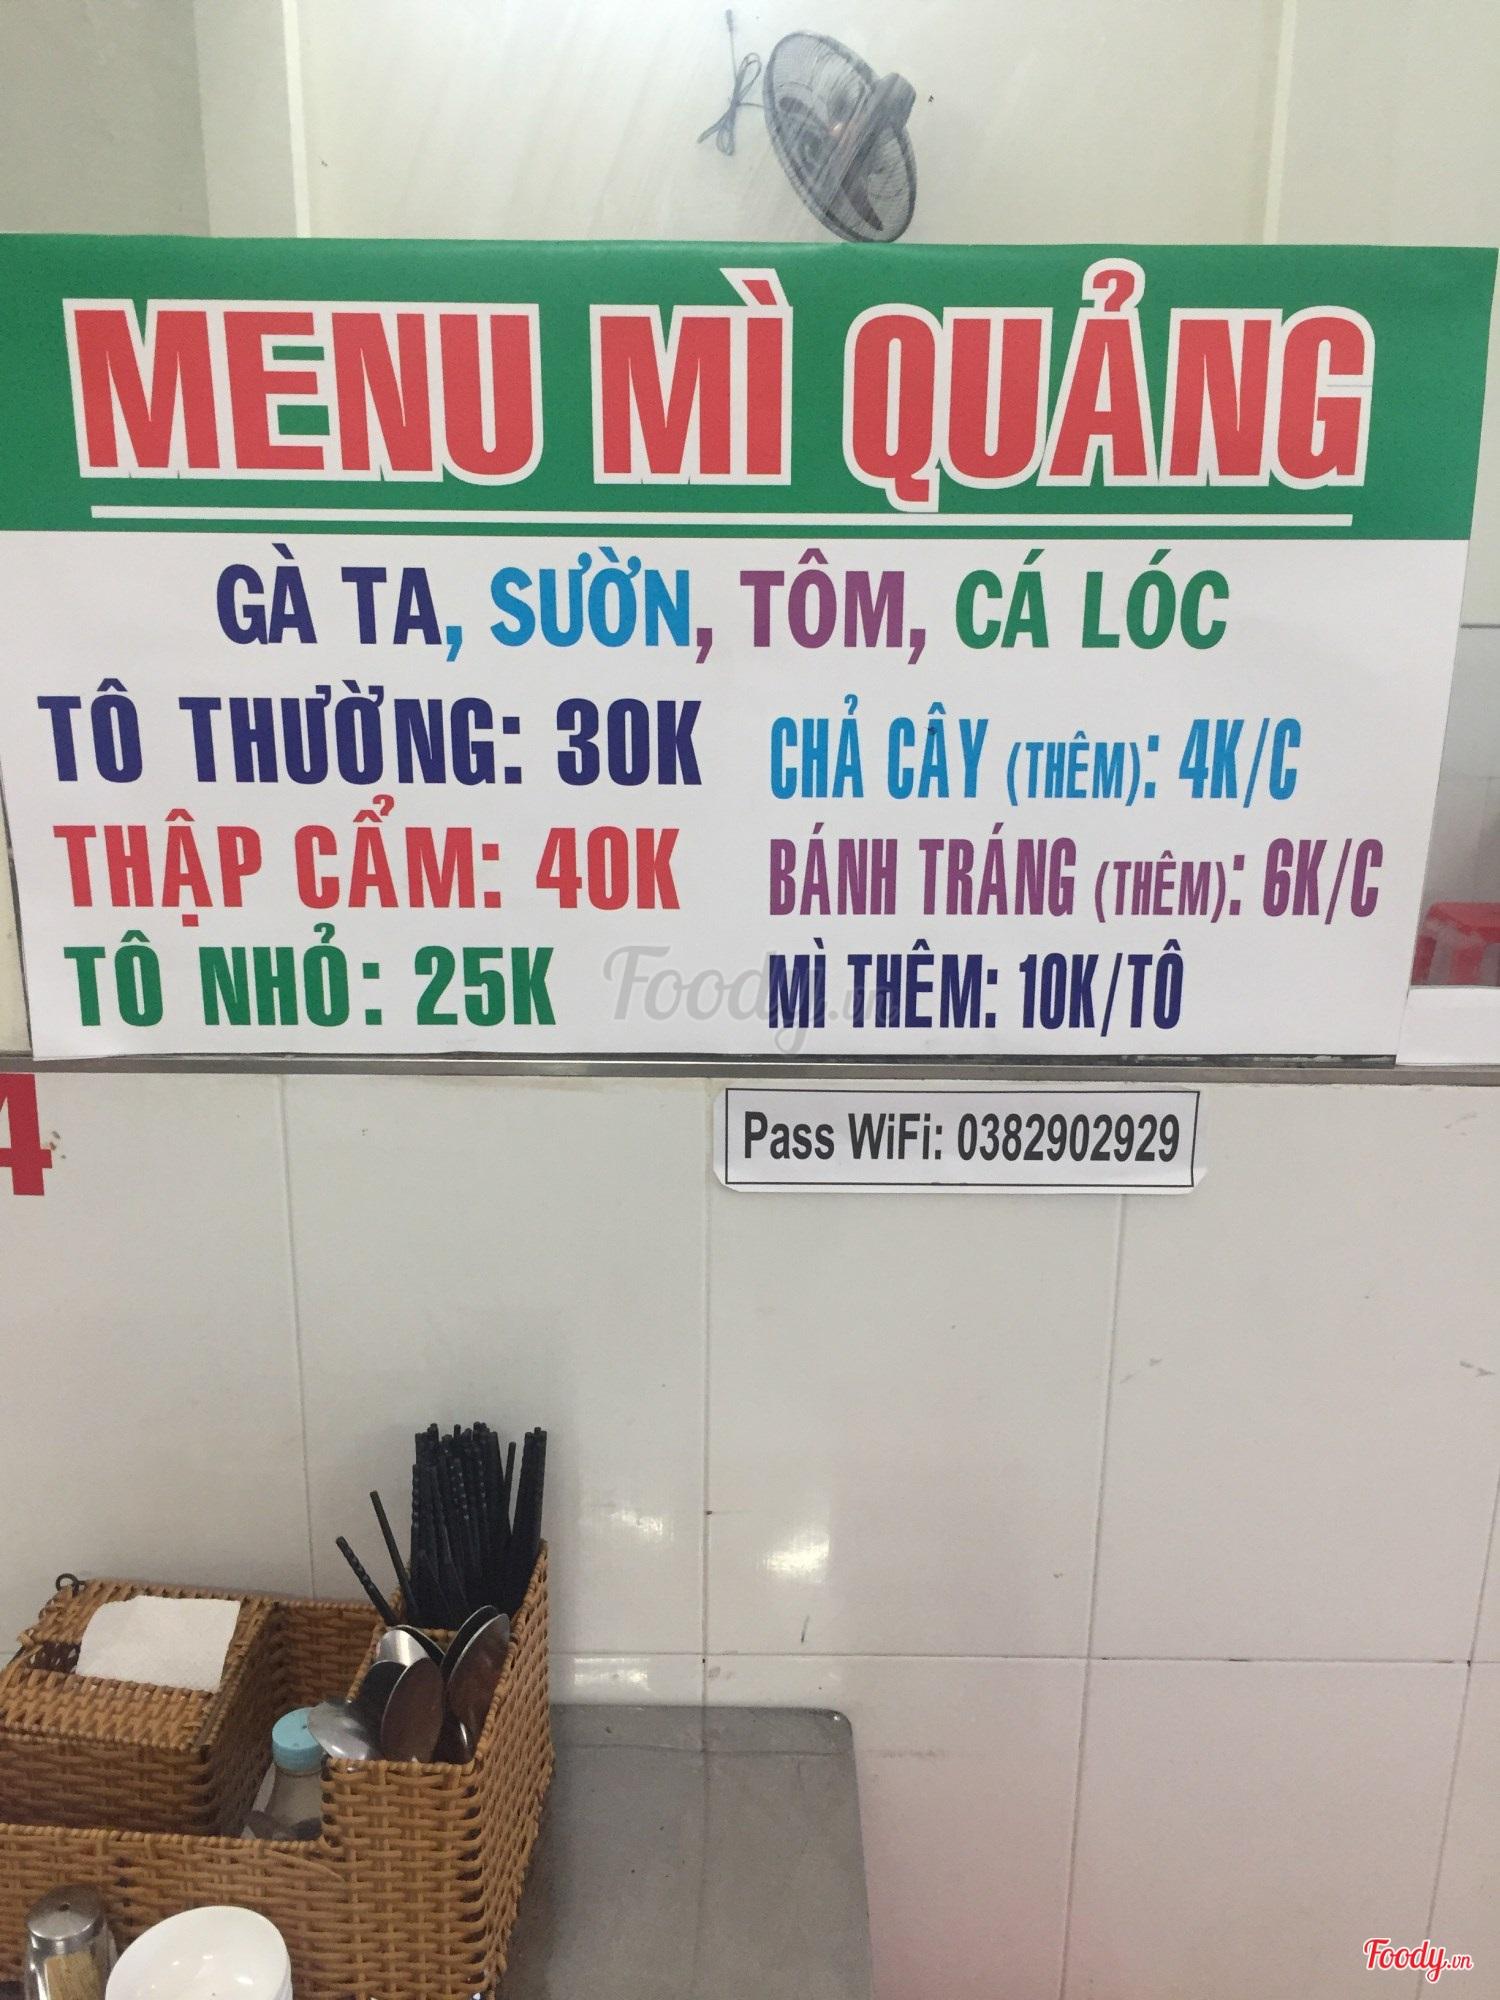 MENU MÌ QUẢNG
GÀ TA, SƯỜN, TÔM, CÁ LÓC
TÔ THƯỜNG: 30K
THẬP CẨM: 40K
TÔ NHỎ: 25K
CHẢ CÂY (THÊM): 4K/C
BÁNH TRÁNG (THÊM): 6K/C
MÌ THÊM: 10K/TÔ
Foody.vn
4
Pass WiFi: 0382902929
Foody.vn